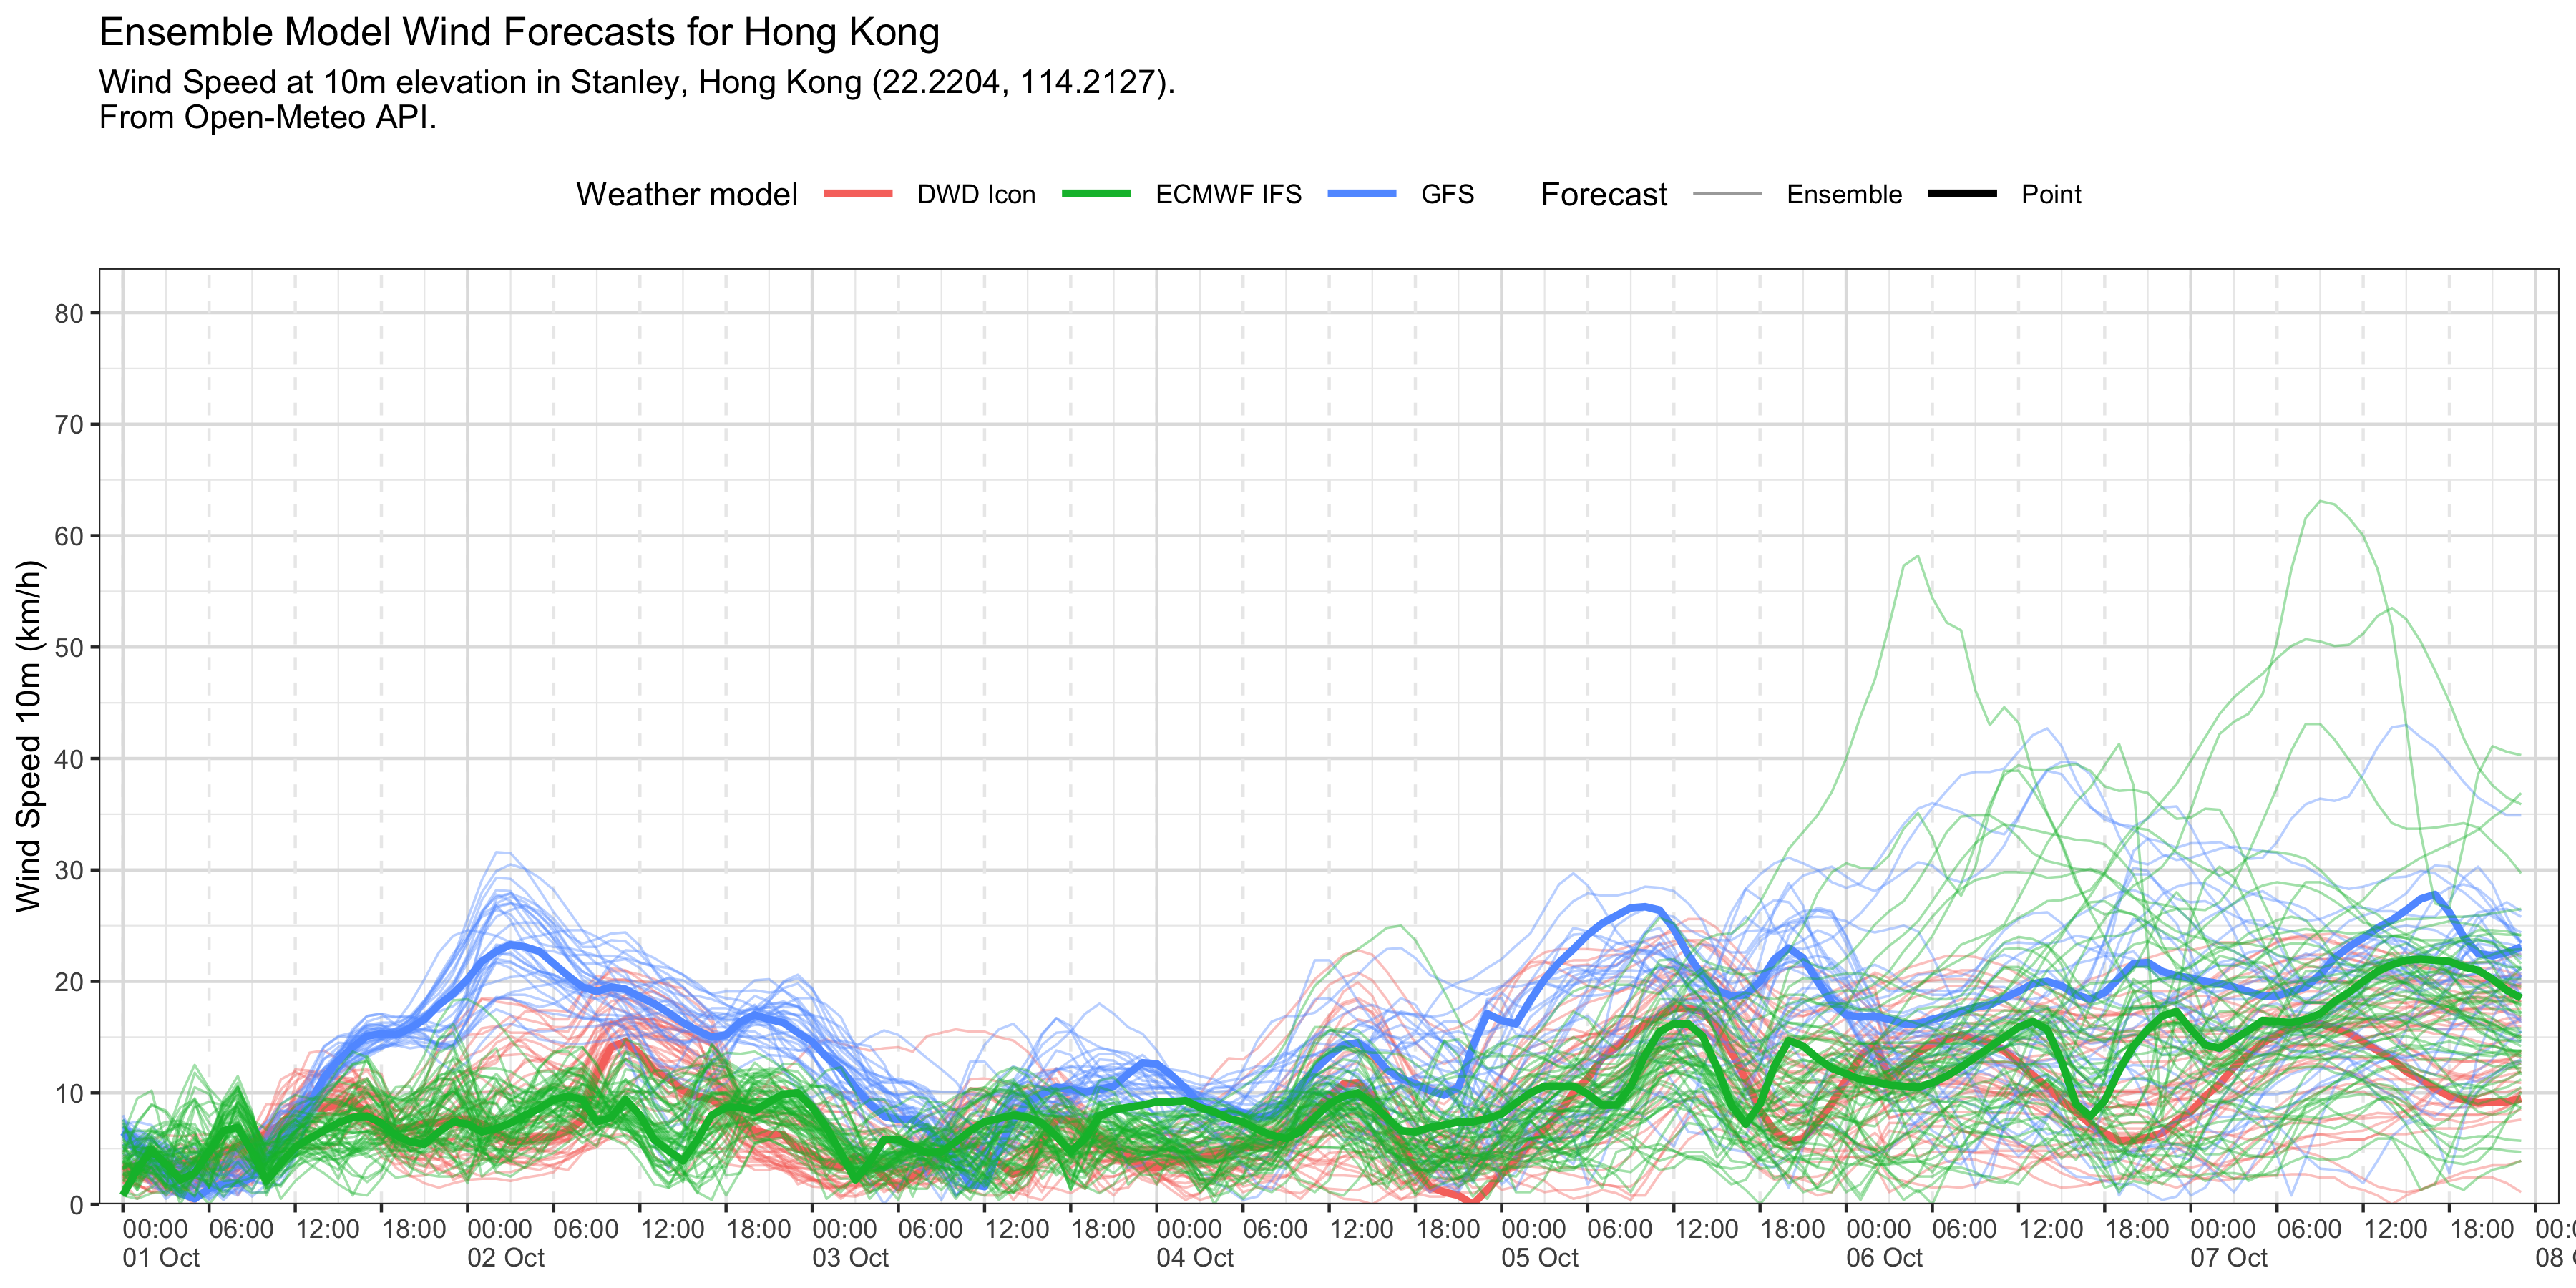 Ensemble Model Wind Forecasts for Hong Kong
Wind Speed at 10m elevation in Stanley, Hong Kong (22.2204, 114.2127).
From Open-Meteo API.
Weather model DWD Icon ECMWF IFS GFS Forecast Ensemble Point
80
70
60
50
40
30
20
10
0
Wind Speed 10m (km/h)
00:00 06:00 12:00 18:00 00:00 06:00 12:00 18:00 00:00 06:00 12:00 18:00 00:00 06:00 12:00 18:00 00:00 06:00 12:00 18:00 00:00 06:00 12:00 18:00 00:00 06:00 12:00 18:00
01 Oct 02 Oct 03 Oct 04 Oct 05 Oct 06 Oct 07 Oct 08